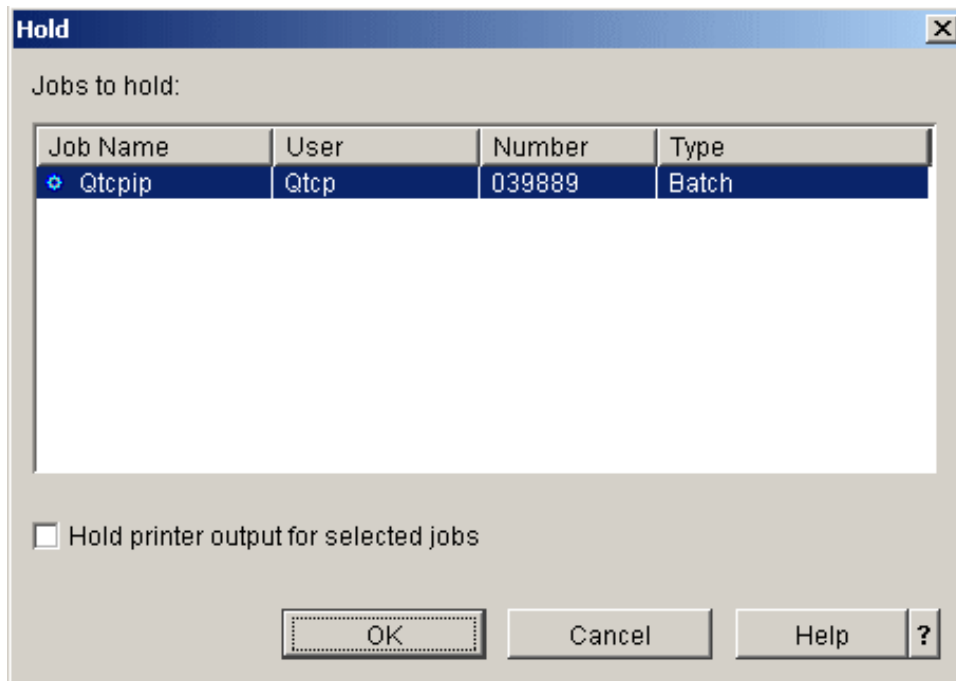 Hold
Jobs to hold:
Job Name User Number Type
Qtcpip Qtcp 039889 Batch
Hold printer output for selected jobs
OK Cancel Help ?